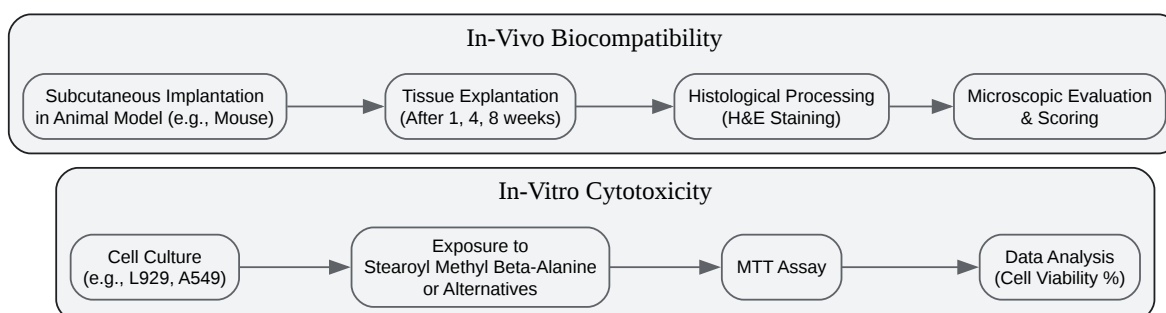 In-Vivo Biocompatibility
Subcutaneous Implantation
in Animal Model (e.g., Mouse)
Tissue Explantation
(After 1, 4, 8 weeks)
Histological Processing
(H&E Staining)
Microscopic Evaluation
& Scoring
In-Vitro Cytotoxicity
Cell Culture
(e.g., L929, A549)
Exposure to
Stearoyl Methyl Beta-Alanine
or Alternatives
MTT Assay
Data Analysis
(Cell Viability %)